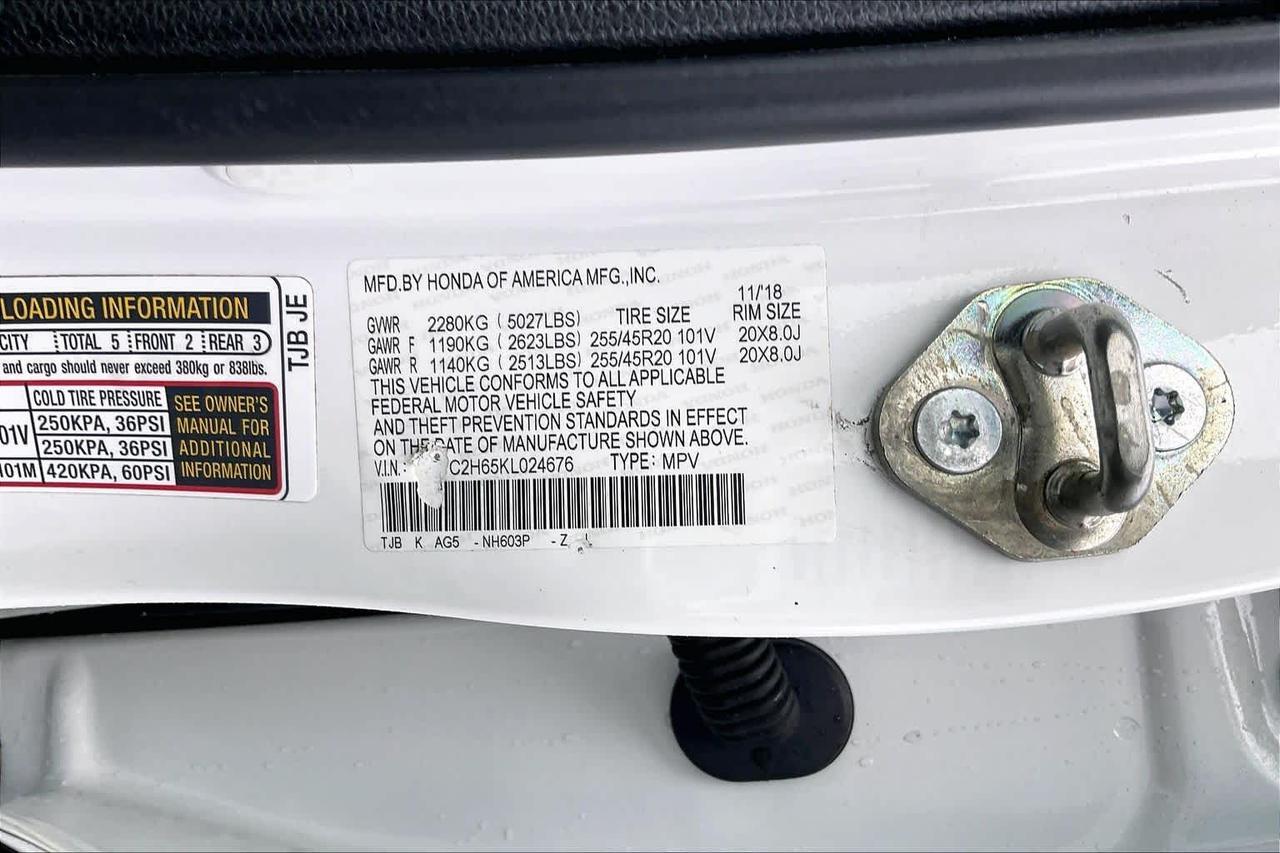 LOADING INFORMATION
CITY TOTAL 5 FRONT 2 REAR 3
and cargo should never exceed 380kg or 838lbs.
COLD TIRE PRESSURE
01V 250KPA, 36PSI
250KPA, 36PSI
101M 420KPA, 60PSI
SEE OWNER'S
MANUAL FOR
ADDITIONAL
INFORMATION
TJB JE
MFD.BY HONDA OF AMERICA MFG.,INC.
11/'18
GVWR 2280KG (5027LBS) TIRE SIZE RIM SIZE
GAWR F 1190KG (2623LBS) 255/45R20 101V 20X8.0J
GAWR R 1140KG (2513LBS) 255/45R20 101V 20X8.0J
THIS VEHICLE CONFORMS TO ALL APPLICABLE
FEDERAL MOTOR VEHICLE SAFETY
AND THEFT PREVENTION STANDARDS IN EFFECT
ON THE DATE OF MANUFACTURE SHOWN ABOVE.
V.I.N.: C2H65KL024676 TYPE: MPV
TJB K AG5 -NH603P -Z